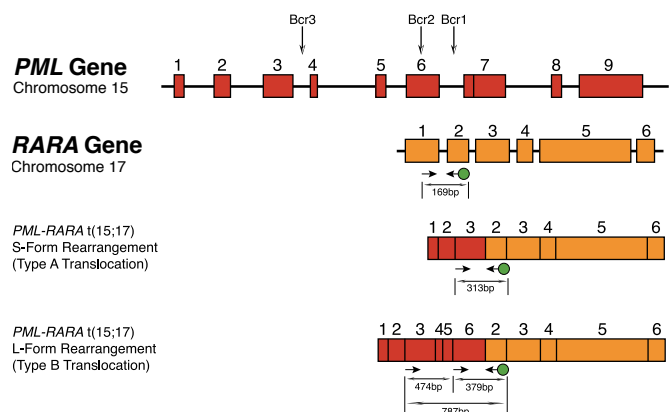 Bcr3 Bcr2 Bcr1
1 2 3 4 5 6 7 8 9
PML Gene
Chromosome 15
1 2 3 4 5 6
RARA Gene
Chromosome 17
169bp
PML-RARA t(15;17)
S-Form Rearrangement
(Type A Translocation)
1 2 3 2 3 4 5 6
313bp
PML-RARA t(15;17)
L-Form Rearrangement
(Type B Translocation)
1 2 3 45 6 2 3 4 5 6
474bp 379bp
787bp